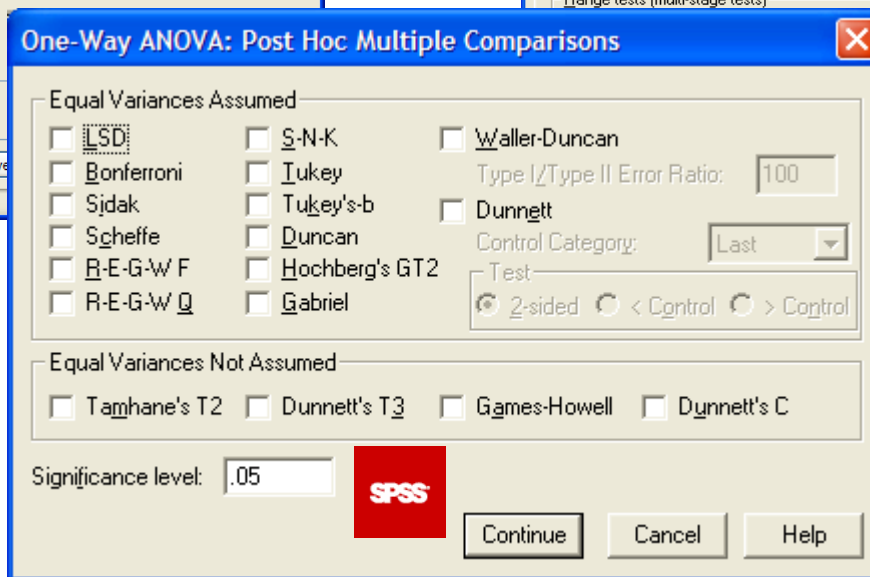 Range tests (multi-stage tests)
One-Way ANOVA: Post Hoc Multiple Comparisons
Equal Variances Assumed
LSD S-N-K Waller-Duncan
Bonferroni Tukey Type I/Type II Error Ratio: 100
Sidak Tukey's-b Dunnett
Scheffe Duncan Control Category: Last
R-E-G-W F Hochberg's GT2 Test
R-E-G-W Q Gabriel 2-sided < Control > Control
Equal Variances Not Assumed
Tamhane's T2 Dunnett's T3 Games-Howell Dunnett's C
Significance level: .05
SPSS
Continue Cancel Help